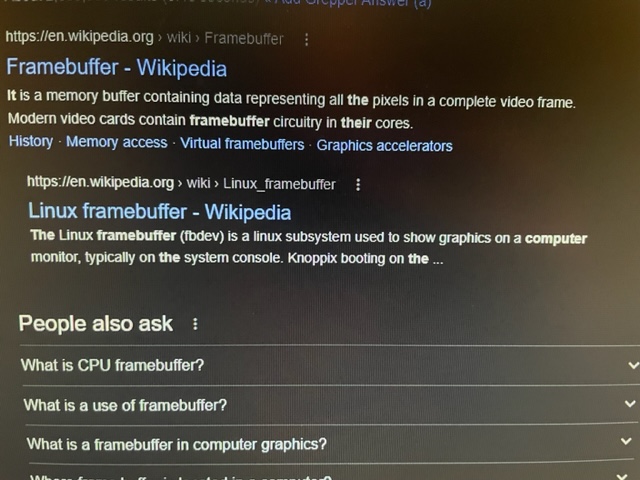 Add Grepper Answer (a)
https://en.wikipedia.org › wiki › Framebuffer
Framebuffer - Wikipedia
It is a memory buffer containing data representing all the pixels in a complete video frame.
Modern video cards contain framebuffer circuitry in their cores.
History · Memory access · Virtual framebuffers · Graphics accelerators
https://en.wikipedia.org › wiki › Linux_framebuffer
Linux framebuffer - Wikipedia
The Linux framebuffer (fbdev) is a linux subsystem used to show graphics on a computer
monitor, typically on the system console. Knoppix booting on the ...
People also ask
What is CPU framebuffer?
What is a use of framebuffer?
What is a framebuffer in computer graphics?